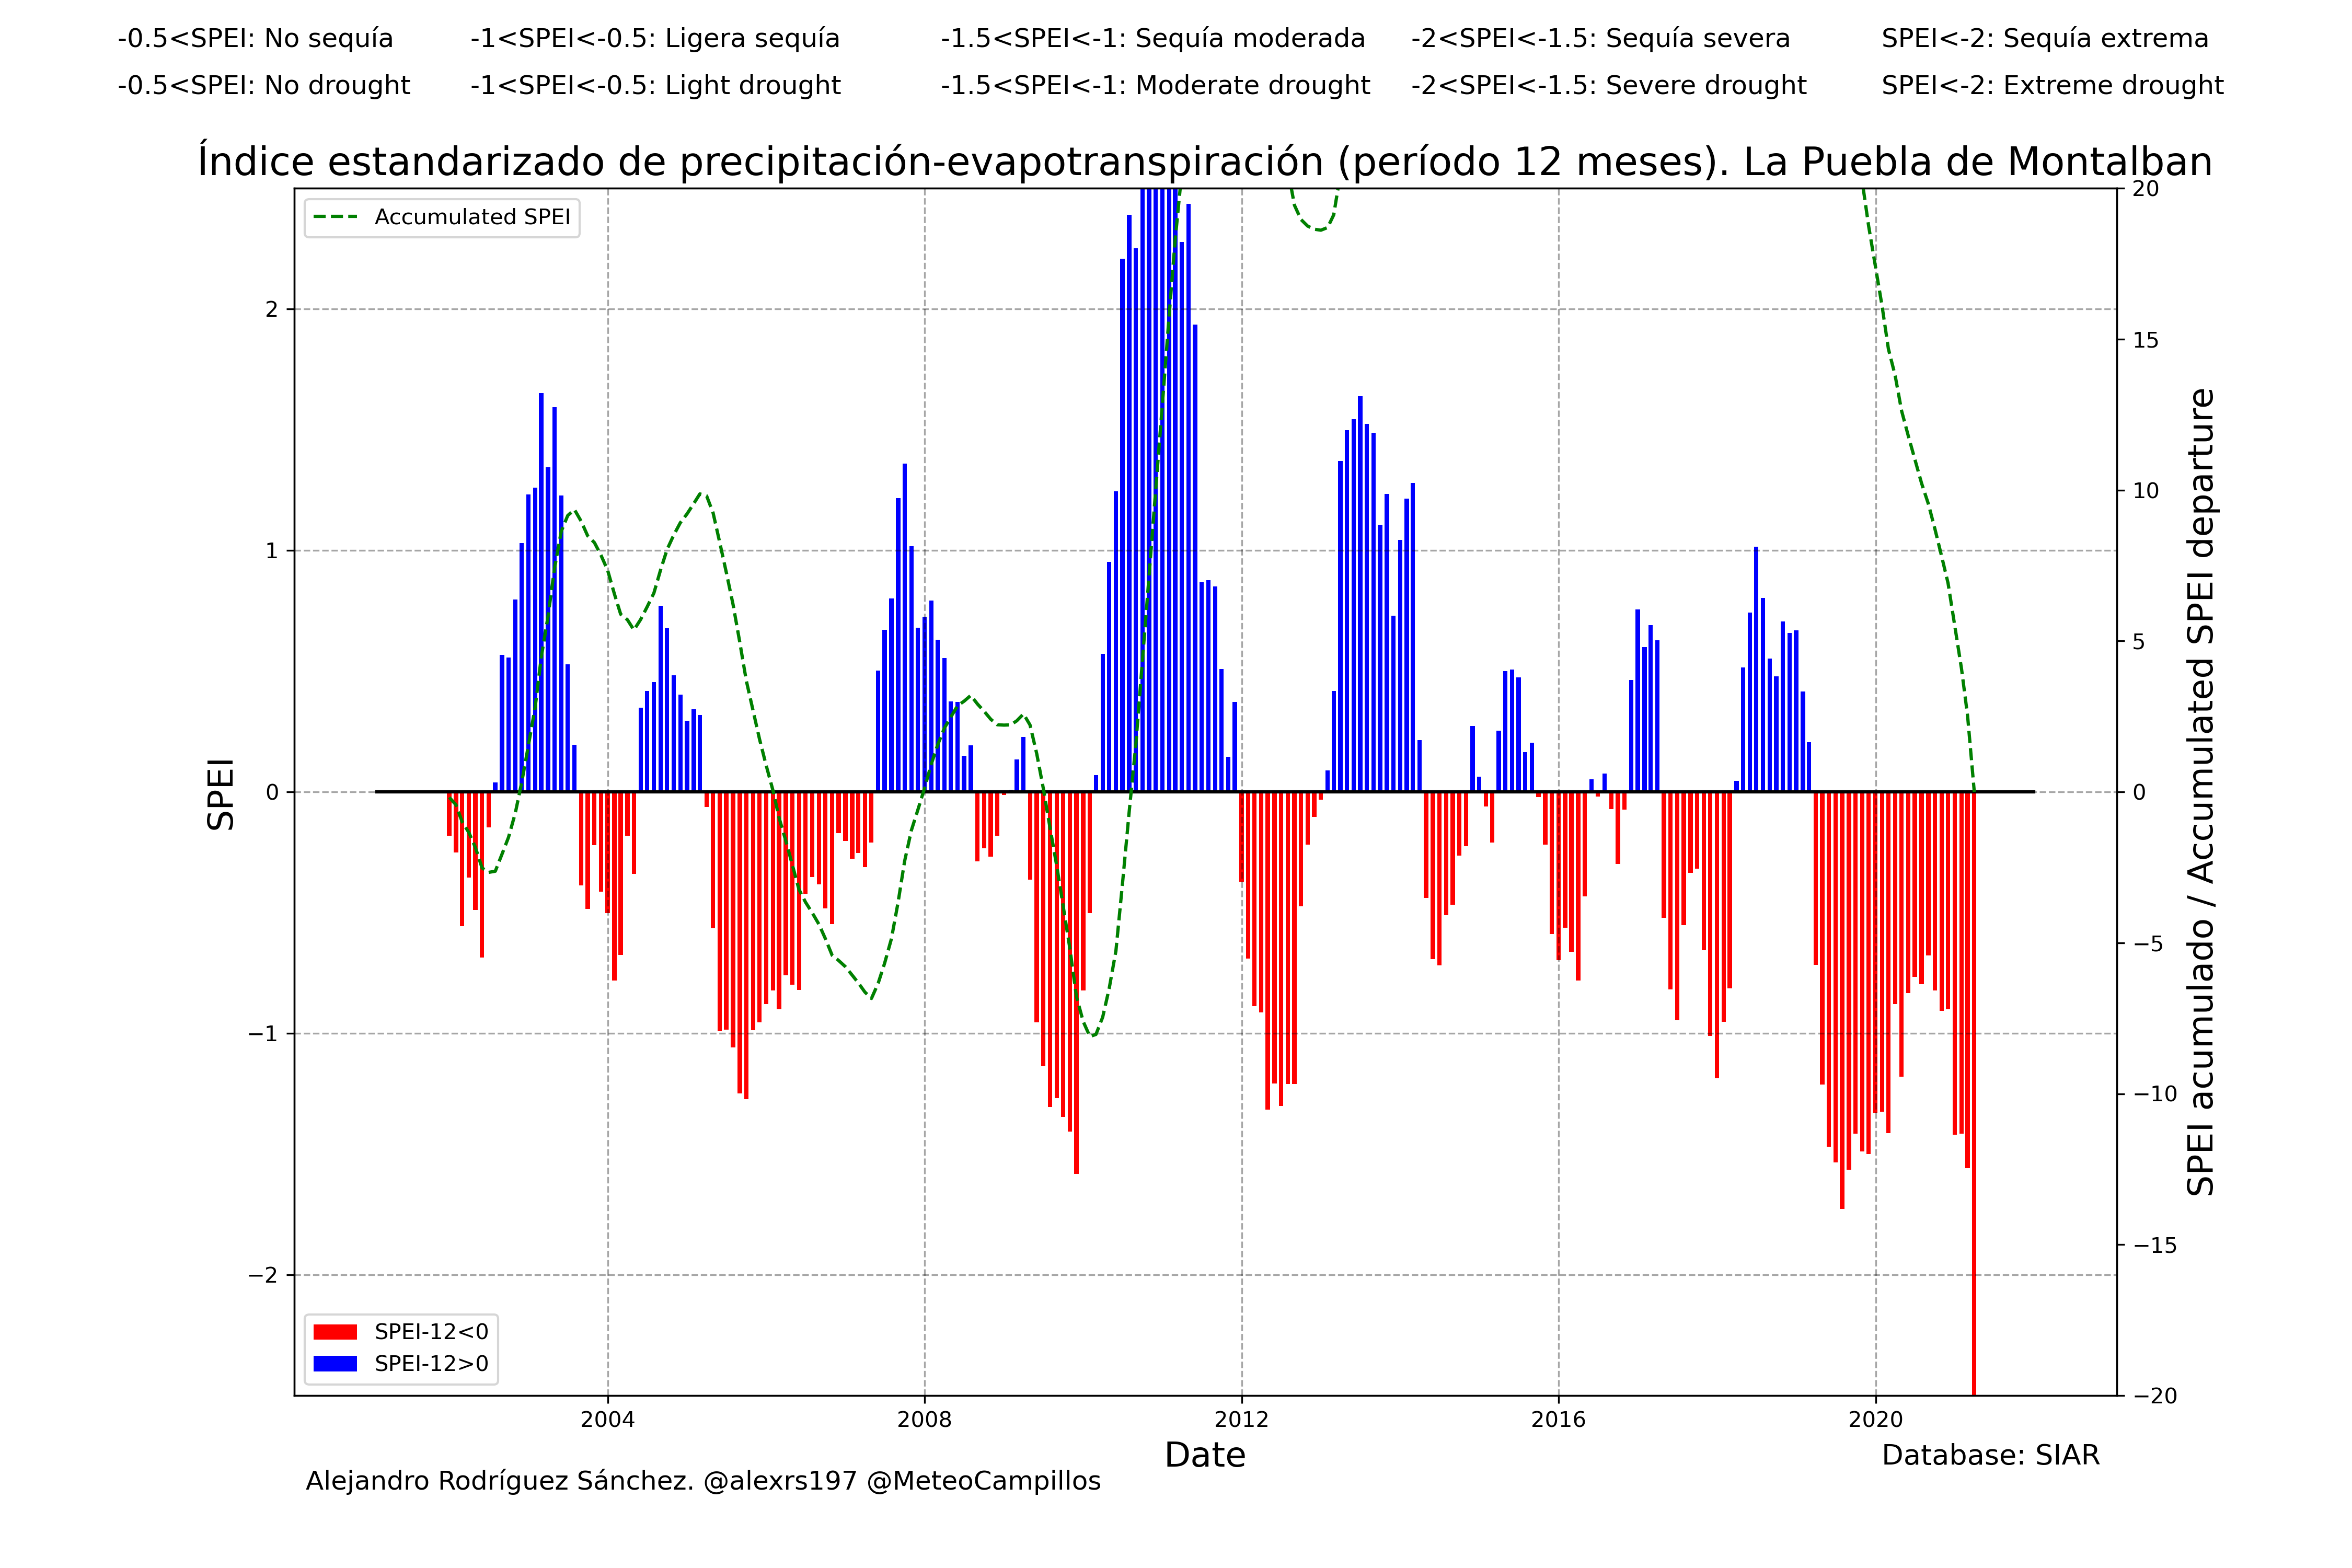 -0.5<SPEI: No sequía -1<SPEI<-0.5: Ligera sequía -1.5<SPEI<-1: Sequía moderada -2<SPEI<-1.5: Sequía severa SPEI<-2: Sequía extrema
-0.5<SPEI: No drought -1<SPEI<-0.5: Light drought -1.5<SPEI<-1: Moderate drought -2<SPEI<-1.5: Severe drought SPEI<-2: Extreme drought
Índice estandarizado de precipitación-evapotranspiración (período 12 meses). La Puebla de Montalban
Accumulated SPEI
2
1
0
−1
−2
SPEI
20
15
10
5
0
−5
−10
−15
−20
SPEI acumulado / Accumulated SPEI departure
SPEI-12<0
SPEI-12>0
2004 2008 2012 2016 2020
Date
Database: SIAR
Alejandro Rodríguez Sánchez. @alexrs197 @MeteoCampillos